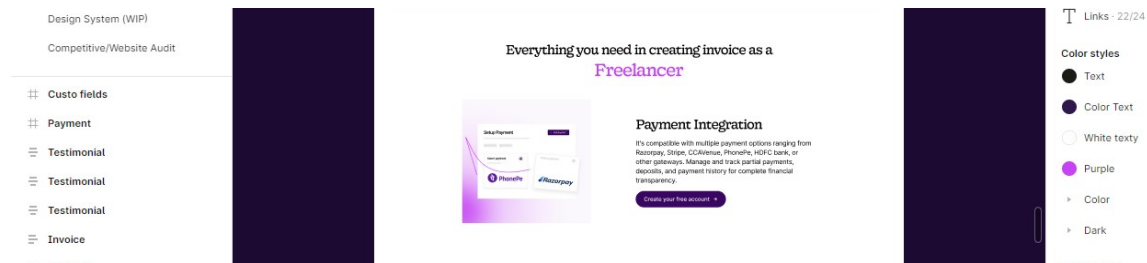 Design System (WIP)
Competitive/Website Audit
Custo fields
Payment
Testimonial
Testimonial
Testimonial
Invoice
Everything you need in creating invoice as a
Freelancer
Setup Payment
PhonePe
Razorpay
Payment Integration
It's compatible with multiple payment options ranging from
Razorpay, Stripe, CCAVenue, PhonePe, HDFC bank, or
other gateways. Manage and track partial payments,
deposits, and payment history for complete financial
transparency.
Create your free account →
Links · 22/24
Color styles
Text
Color Text
White texty
Purple
Color
Dark